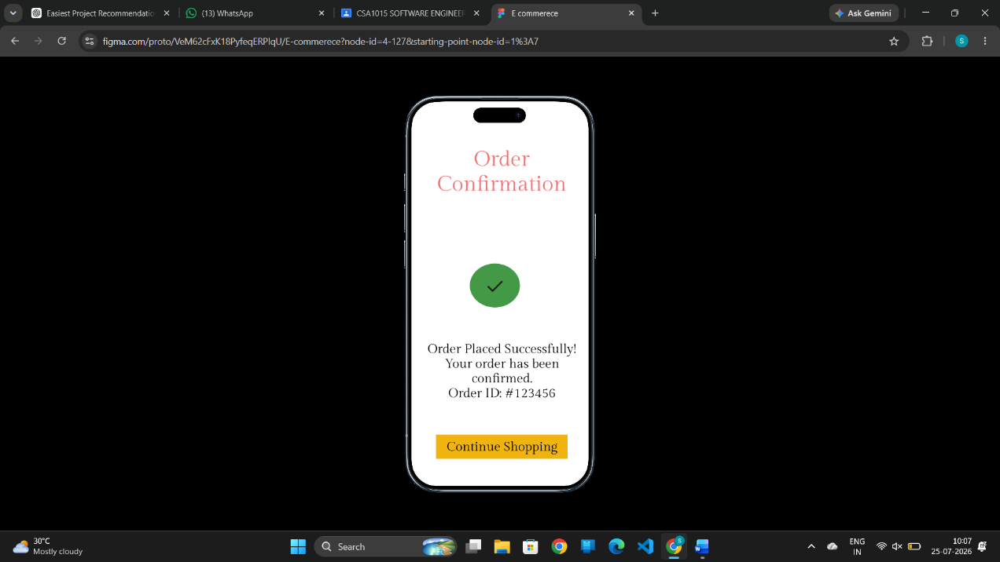 Easiest Project Recommendatio
(13) WhatsApp
CSA1015 SOFTWARE ENGINEER
E commerece
Ask Gemini
figma.com/proto/VeM62cFxK18PyfeqERPlqU/E-commerece?node-id=4-127&starting-point-node-id=1%3A7
S
Order
Confirmation
Order Placed Successfully!
Your order has been
confirmed.
Order ID: #123456
Continue Shopping
30°C
Mostly cloudy
Search
S
ENG
IN
10:07
25-07-2026